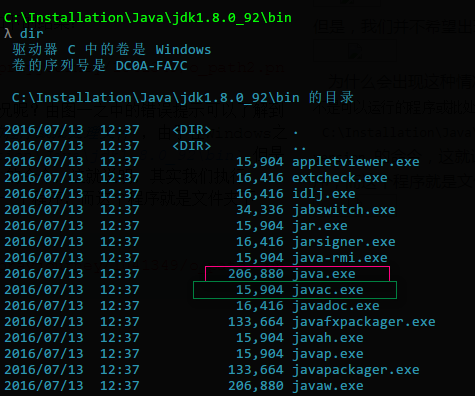 C:\Installation\Java\jdk1.8.0_92\bin
λ dir
驱动器 C 中的卷是 Windows
卷的序列号是 DC0A-FA7C
C:\Installation\Java\jdk1.8.0_92\bin 的目录
2016/07/13 12:37 <DIR> .
2016/07/13 12:37 <DIR> ..
2016/07/13 12:37 15,904 appletviewer.exe
2016/07/13 12:37 16,416 extcheck.exe
2016/07/13 12:37 16,416 idlj.exe
2016/07/13 12:37 34,336 jabswitch.exe
2016/07/13 12:37 15,904 jar.exe
2016/07/13 12:37 16,416 jarsigner.exe
2016/07/13 12:37 15,904 java-rmi.exe
2016/07/13 12:37 206,880 java.exe
2016/07/13 12:37 15,904 javac.exe
2016/07/13 12:37 16,416 javadoc.exe
2016/07/13 12:37 133,664 javafxpackager.exe
2016/07/13 12:37 15,904 javah.exe
2016/07/13 12:37 15,904 javap.exe
2016/07/13 12:37 133,664 javapackager.exe
2016/07/13 12:37 206,880 javaw.exe